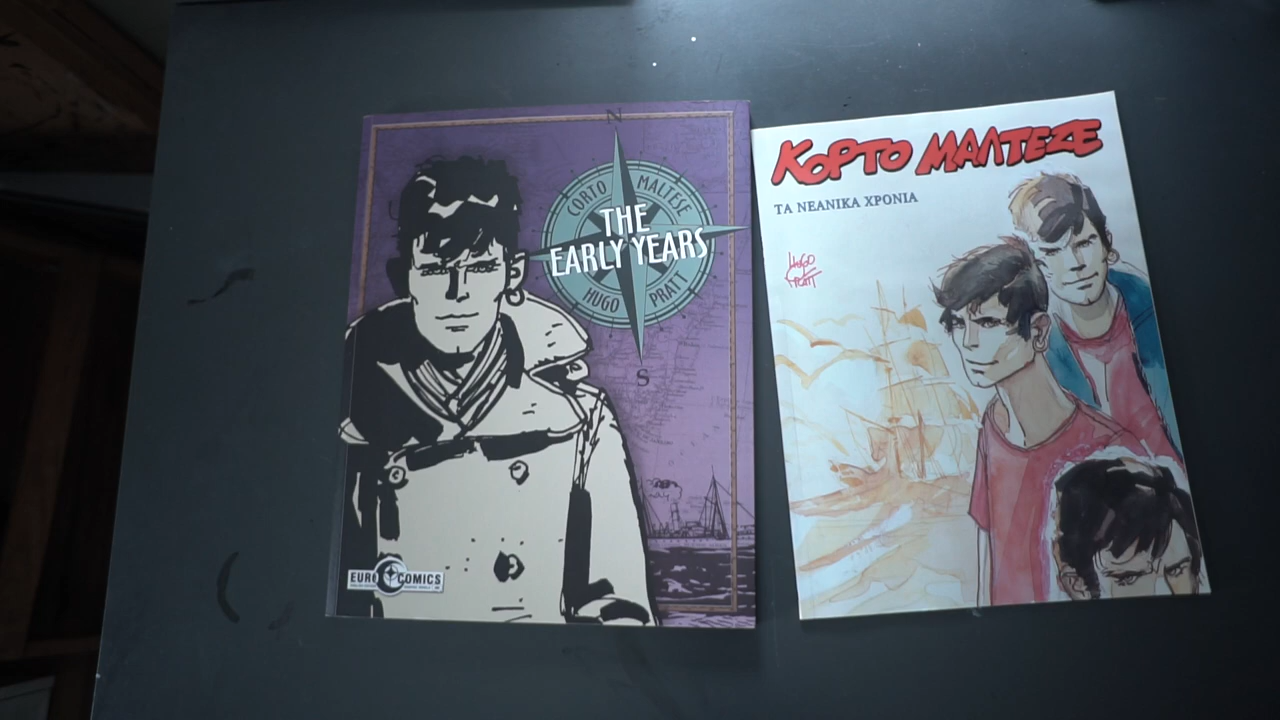 N
CORTO MALTESE
THE
EARLY YEARS
HUGO PRATT
S
EURO COMICS
ΚΟΡΤΟ ΜΑΛΤΕΖΕ
ΤΑ ΝΕΑΝΙΚΑ ΧΡΟΝΙΑ
HUGO
PRATT